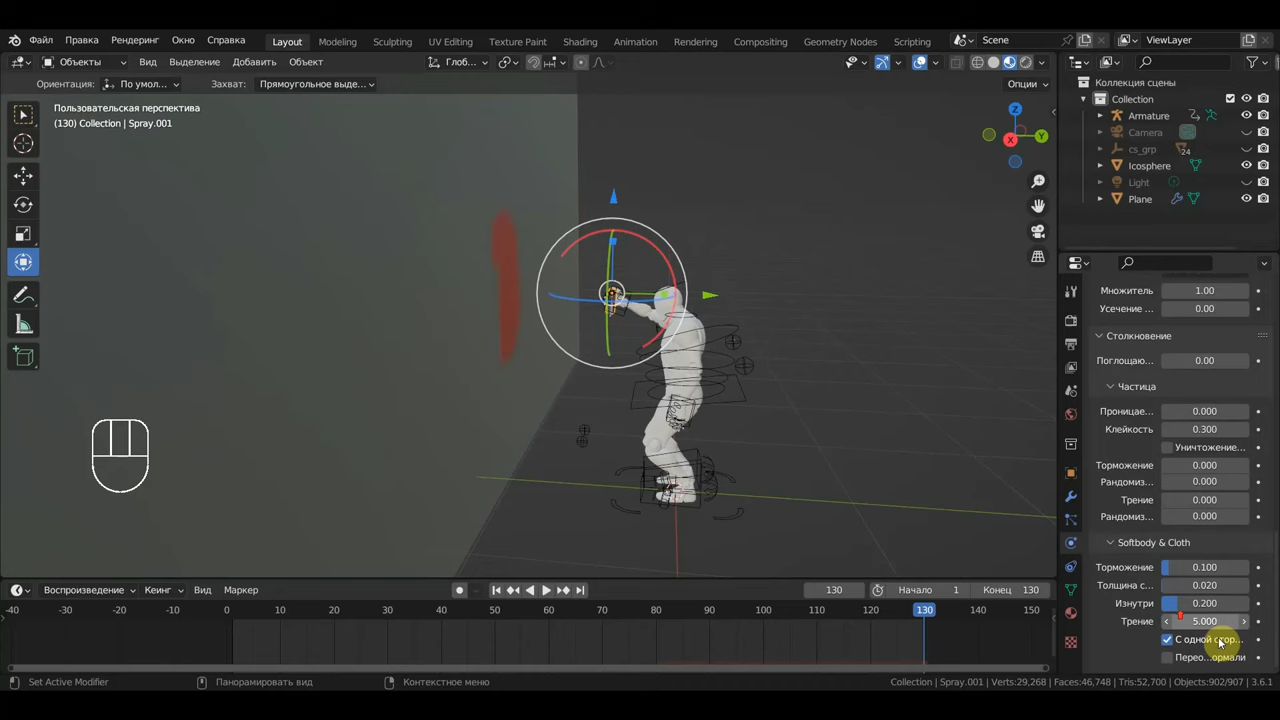 Файл Правка Рендеринг Окно Справка Layout Modeling Sculpting UV Editing Texture Paint Shading Animation Rendering Compositing Geometry Nodes Scripting Scene ViewLayer
Объекты Вид Выделение Добавить Объект Глоб...
Ориентация: По умол... Захват: Прямоугольное выде... Опции
Пользовательская перспектива
(130) Collection | Spray.001
Z
Y
X
Коллекция сцены
Collection
Armature
Camera
cs_grp 24
Icosphere
Light
Plane
Множитель 1.00
Усечение 0.00
Столкновение
Поглощаю... 0.00
Частица
Проницае... 0.000
Клейкость 0.300
Уничтожение...
Торможение 0.000
Рандомиз... 0.000
Трение 0.000
Рандомиз... 0.000
Softbody & Cloth
Торможение 0.100
Толщина с... 0.020
Изнутри 0.200
Трение 5.000
С одной стор...
Перео...ормали
Воспроизведение Кеинг Вид Маркер 130 Начало 1 Конец 130
-40 -30 -20 -10 0 10 20 30 40 50 60 70 80 90 100 110 120 130 140 150
Set Active Modifier Панорамировать вид Контекстное меню Collection | Spray.001 | Verts:29,268 | Faces:46,748 | Tris:52,700 | Objects:902/907 | 3.6.1